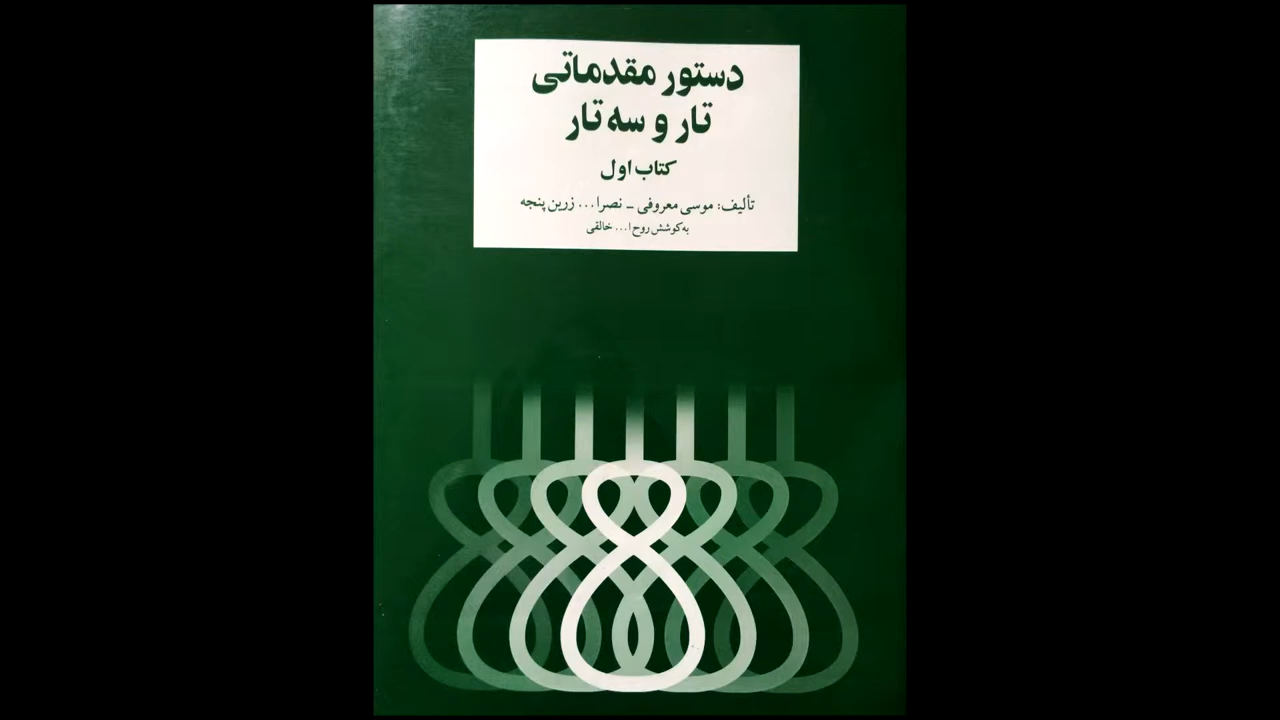 دستور مقدماتی
تار و سه تار
کتاب اول
تألیف: موسی معروفی ـ نصرا... زرین پنجه
به کوشش روح ا... خالقی